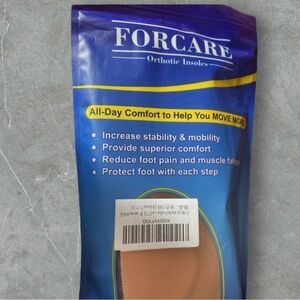 FORCARE
Orthotic Insoles
All-Day Comfort to Help You MOVE MORE
★ Increase stability & mobility
★ Provide superior comfort
★ Reduce foot pain and muscle fatigue
★ Protect foot with each step